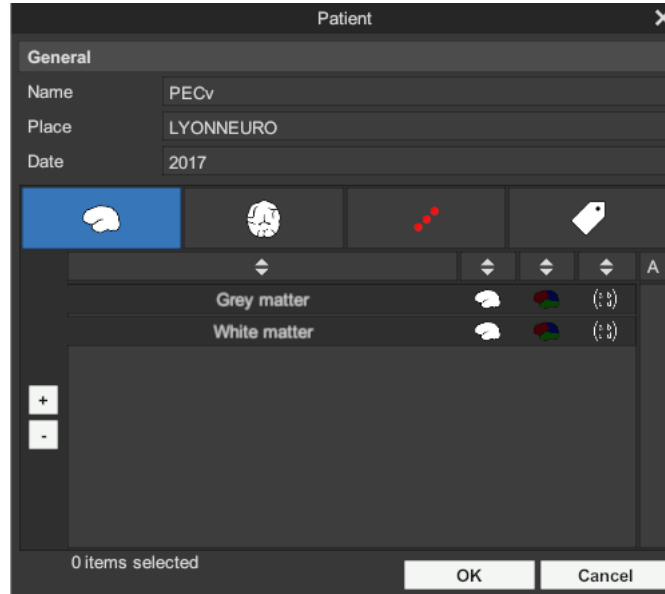 Patient
General
Name PECv
Place LYONNEURO
Date 2017
A
Grey matter
White matter
+
-
0 items selected
OK Cancel